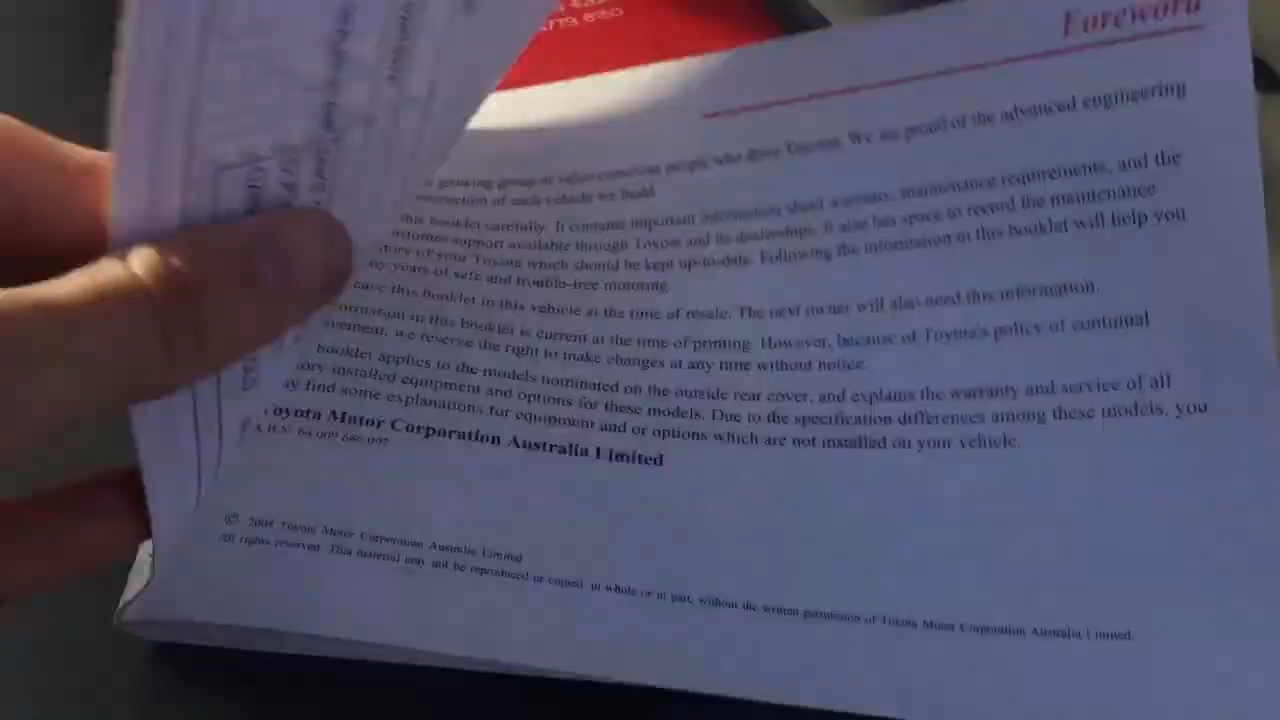 779 850
Foreword
growing group of value-conscious people who drive Toyotas. We are proud of the advanced engineering
construction of each vehicle we build
this booklet carefully. It contains important information about warranty, maintenance requirements, and the
customer support available through Toyota and its dealerships. It also has space to record the maintenance
story of your Toyota which should be kept up-to-date. Following the information in this booklet will help you
ny years of safe and trouble-free motoring.
eave this booklet in this vehicle at the time of resale. The next owner will also need this information.
ormation in this booklet is current at the time of printing. However, because of Toyota's policy of continual
ovement, we reserve the right to make changes at any time without notice.
booklet applies to the models nominated on the outside rear cover, and explains the warranty and service of all
ory installed equipment and options for these models. Due to the specification differences among these models, you
ay find some explanations for equipment and or options which are not installed on your vehicle.
Toyota Motor Corporation Australia Limited
A.B.N. 64 009 686 097
© Toyota Motor Corporation Australia Limited
All rights reserved. This material may not be reproduced or copied, in whole or in part, without the written permission of Toyota Motor Corporation Australia Limited.